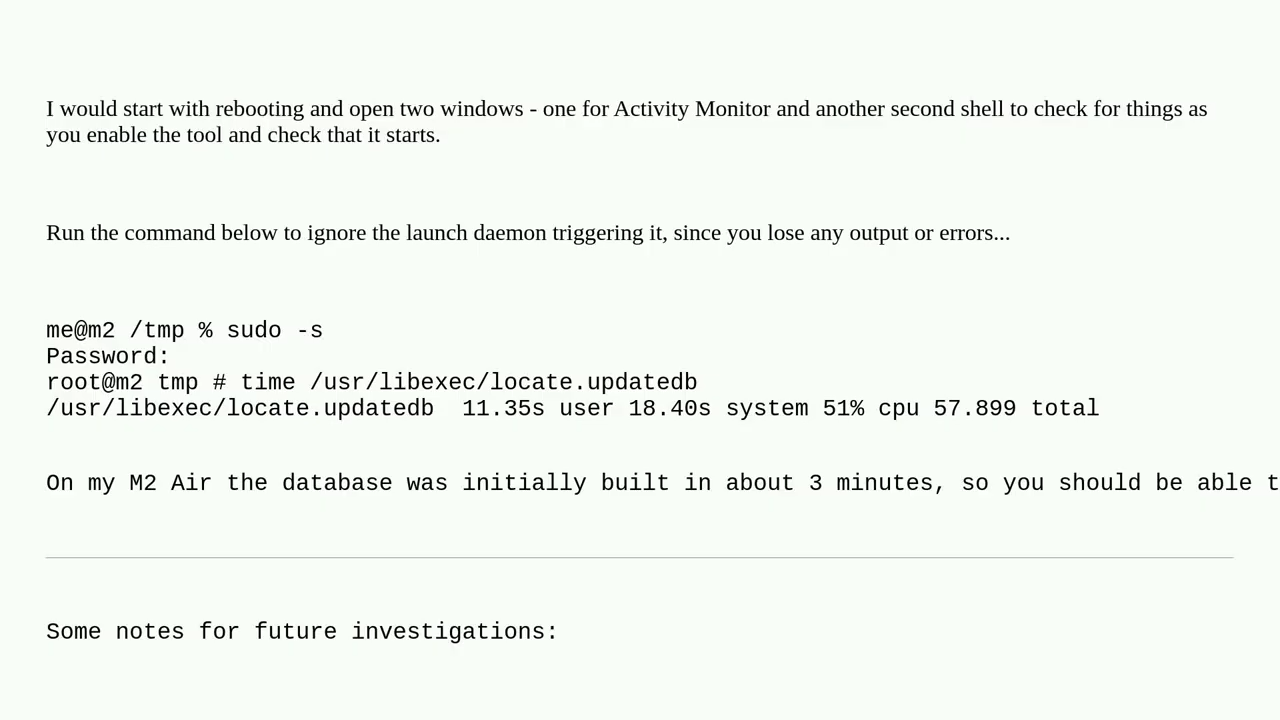 I would start with rebooting and open two windows - one for Activity Monitor and another second shell to check for things as
you enable the tool and check that it starts.
Run the command below to ignore the launch daemon triggering it, since you lose any output or errors...
me@m2 /tmp % sudo -s
Password:
root@m2 tmp # time /usr/libexec/locate.updatedb
/usr/libexec/locate.updatedb  11.35s user 18.40s system 51% cpu 57.899 total
On my M2 Air the database was initially built in about 3 minutes, so you should be able
Some notes for future investigations: